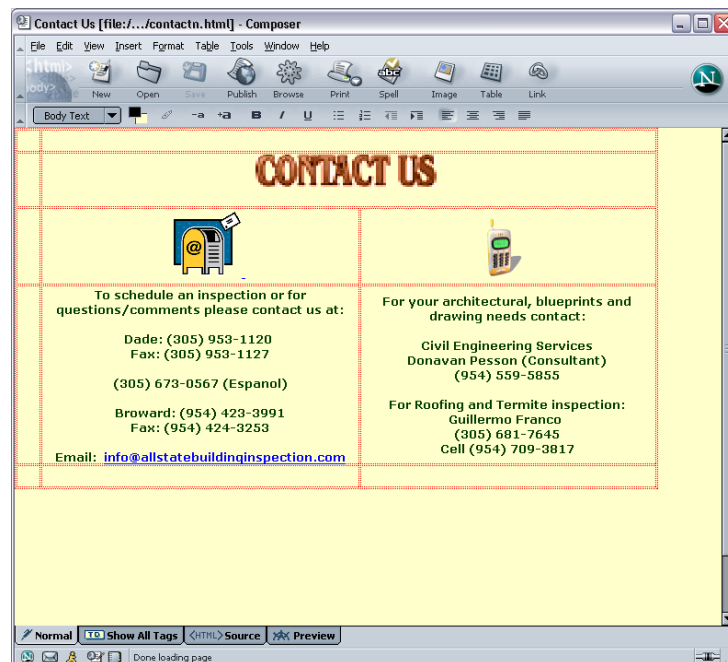 Contact Us [file:/.../contactn.html] - Composer
File Edit View Insert Format Table Tools Window Help
<html>
body>
New Open Save Publish Browse Print Spell Image Table Link
N
Body Text -a +a B I U
CONTACT US
@
To schedule an inspection or for
questions/comments please contact us at:
Dade: (305) 953-1120
Fax: (305) 953-1127
(305) 673-0567 (Espanol)
Broward: (954) 423-3991
Fax: (954) 424-3253
Email: info@allstatebuildinginspection.com
For your architectural, blueprints and
drawing needs contact:
Civil Engineering Services
Donavan Pesson (Consultant)
(954) 559-5855
For Roofing and Termite inspection:
Guillermo Franco
(305) 681-7645
Cell (954) 709-3817
Normal TD Show All Tags <HTML> Source Preview
Done loading page